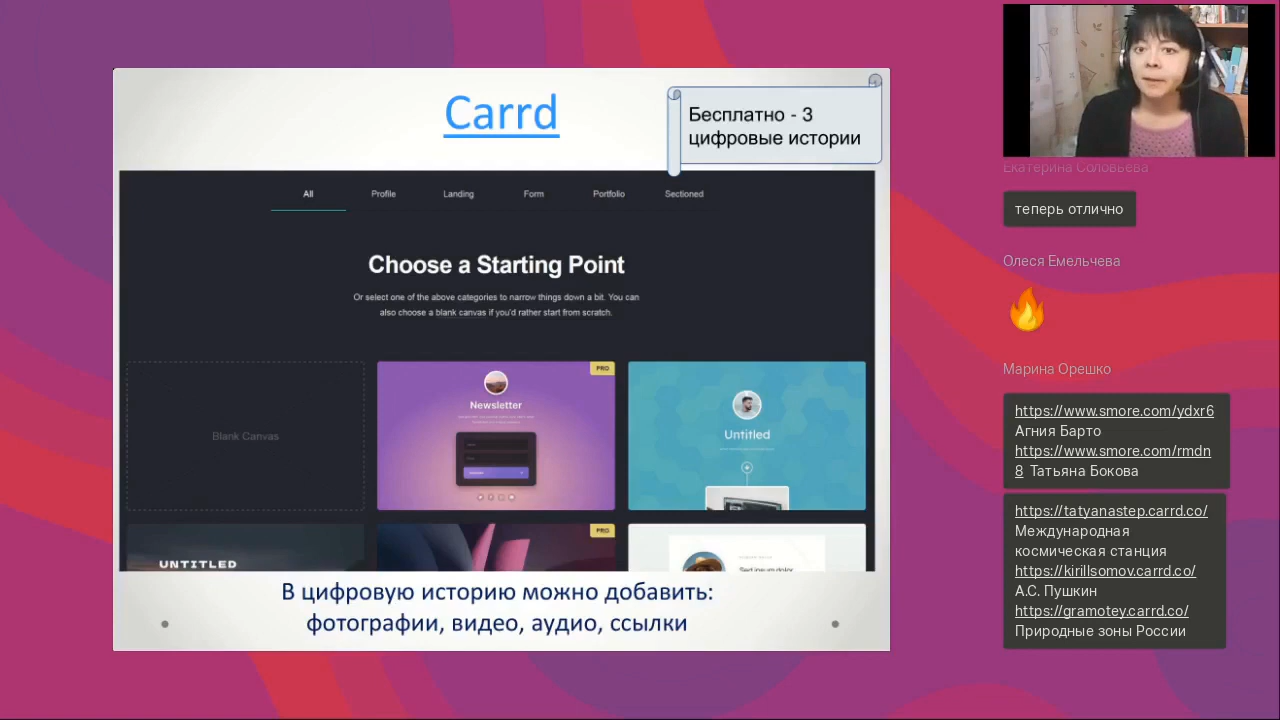 Carrd
Бесплатно - 3
цифровые истории
All
Profile
Landing
Form
Portfolio
Sectioned
Choose a Starting Point
Or select one of the above categories to narrow things down a bit. You can
also choose a blank canvas if you'd rather start from scratch.
Blank Canvas
PRO
Newsletter
Untitled
UNTITLED
PRO
Sed ipsum dolor
В цифровую историю можно добавить:
фотографии, видео, аудио, ссылки
Екатерина Соловьева
теперь отлично
Олеся Емельчева
Марина Орешко
https://www.smore.com/ydxr6
Агния Барто
https://www.smore.com/rmdn
8 Татьяна Бокова
https://tatyanastep.carrd.co/
Международная
космическая станция
https://kirillsomov.carrd.co/
А.С. Пушкин
https://gramotey.carrd.co/
Природные зоны России